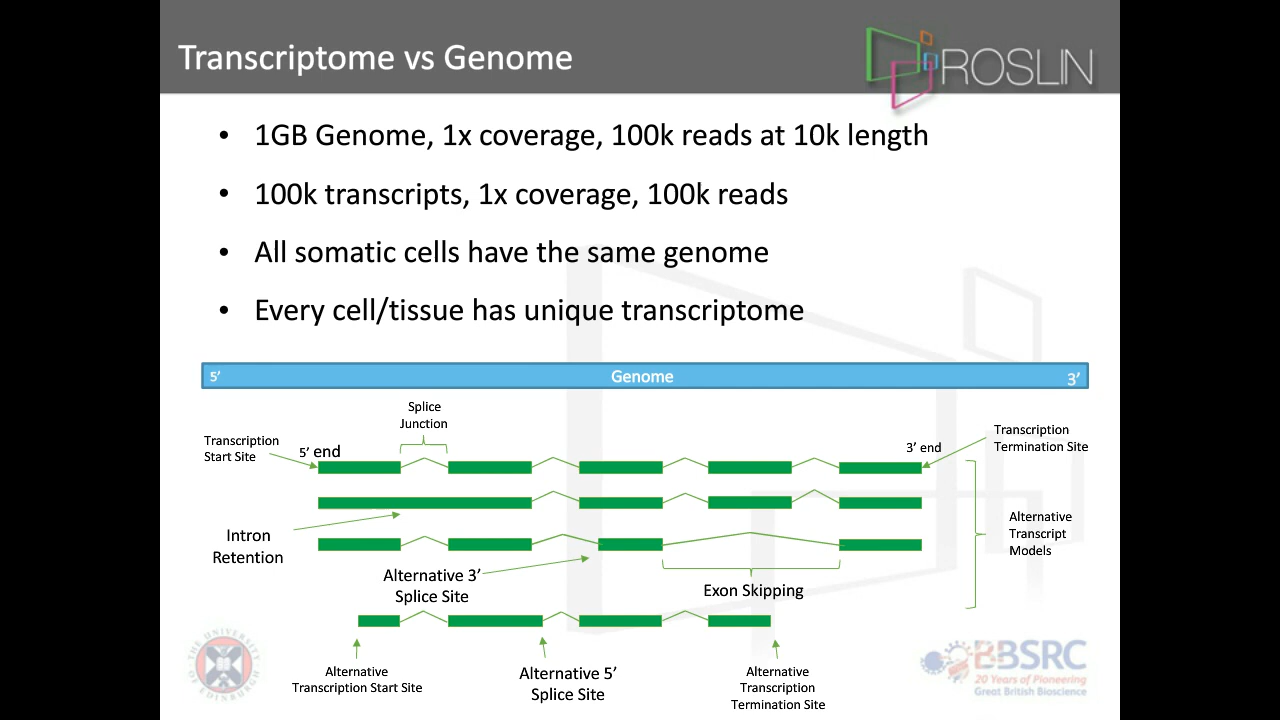 Transcriptome vs Genome
ROSLIN
• 1GB Genome, 1x coverage, 100k reads at 10k length
• 100k transcripts, 1x coverage, 100k reads
• All somatic cells have the same genome
• Every cell/tissue has unique transcriptome
5’ Genome 3’
Splice
Junction
Transcription
Start Site
5’ end
3’ end
Transcription
Termination Site
Intron
Retention
Alternative
Transcript
Models
Alternative 3’
Splice Site
Exon Skipping
Alternative
Transcription Start Site
Alternative 5’
Splice Site
Alternative
Transcription
Termination Site
THE UNIVERSITY
OF EDINBURGH
BBSRC
20 Years of Pioneering
Great British Bioscience